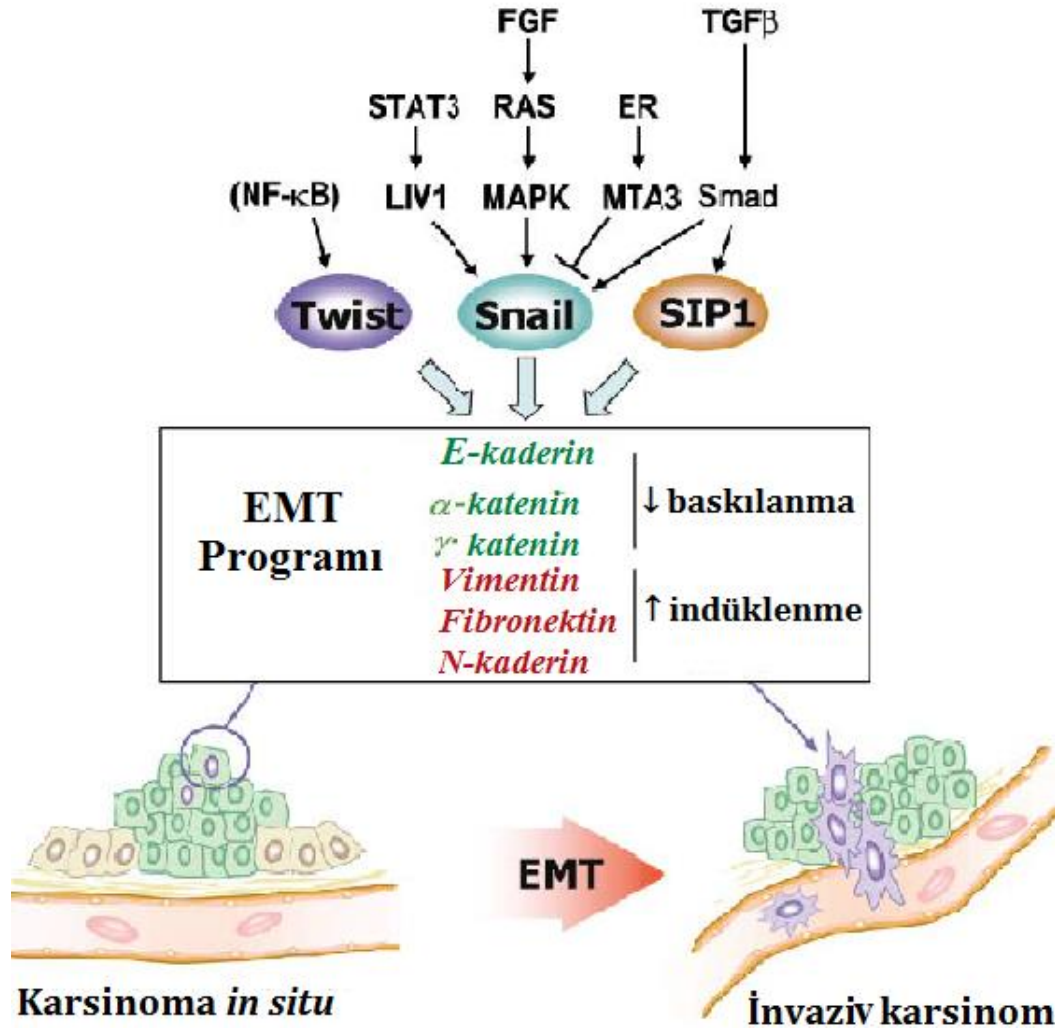 FGF TGFβ
STAT3 RAS ER
(NF-κB) LIV1 MAPK MTA3 Smad
Twist Snail SIP1
EMT
Programı
E-kaderin
α-katenin
γ- katenin
↓ baskılanma
Vimentin
Fibronektin
N-kaderin
↑ indüklenme
EMT
Karsinoma in situ
İnvaziv karsinom